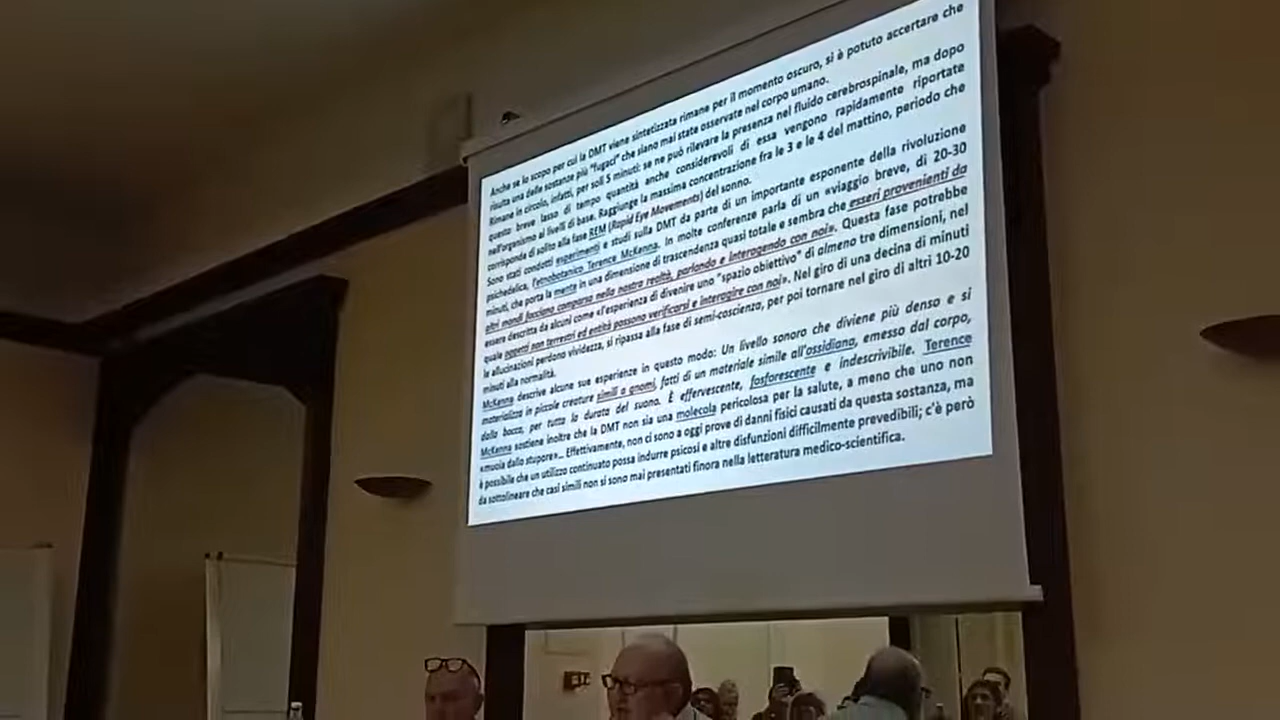 Anche se lo scopo per cui la DMT viene sintetizzata rimane per il momento oscuro, si è potuto accertare che
risulta una delle sostanze più "fugaci" che siano mai state osservate nel corpo umano.
Rimane in circolo, infatti, per soli 5 minuti: se ne può rilevare la presenza nel fluido cerebrospinale, ma dopo
questo breve lasso di tempo quantità anche considerevoli di essa vengono rapidamente riportate
nell'organismo ai livelli di base. Raggiunge la massima concentrazione fra le 3 e le 4 del mattino, periodo che
corrisponde di solito alla fase REM (Rapid Eye Movements) del sonno.
Sono stati condotti esperimenti e studi sulla DMT da parte di un importante esponente della rivoluzione
psichedelica, l'etnobotanico Terence McKenna. In molte conferenze parla di un «viaggio breve, di 20-30
minuti, che porta la mente in una dimensione di trascendenza quasi totale e sembra che esseri provenienti da
altri mondi facciano comparsa nella nostra realtà, parlando e interagendo con noi». Questa fase potrebbe
essere descritta da alcuni come «l'esperienza di divenire uno "spazio obiettivo" di almeno tre dimensioni, nel
quale oggetti non terrestri ed entità possono verificarsi e interagire con noi». Nel giro di una decina di minuti
le allucinazioni perdono vividezza, si ripassa alla fase di semi-coscienza, per poi tornare nel giro di altri 10-20
minuti alla normalità.
McKenna descrive alcune sue esperienze in questo modo: Un livello sonoro che diviene più denso e si
materializza in piccole creature simili a gnomi, fatti di un materiale simile all'ossidiana, emesso dal corpo,
dalla bocca, per tutta la durata del suono. È effervescente, fosforescente e indescrivibile. Terence
McKenna sostiene inoltre che la DMT non sia una molecola pericolosa per la salute, a meno che uno non
«muoia dallo stupore»... Effettivamente, non ci sono a oggi prove di danni fisici causati da questa sostanza, ma
è possibile che un utilizzo continuato possa indurre psicosi e altre disfunzioni difficilmente prevedibili; c'è però
da sottolineare che casi simili non si sono mai presentati finora nella letteratura medico-scientifica.